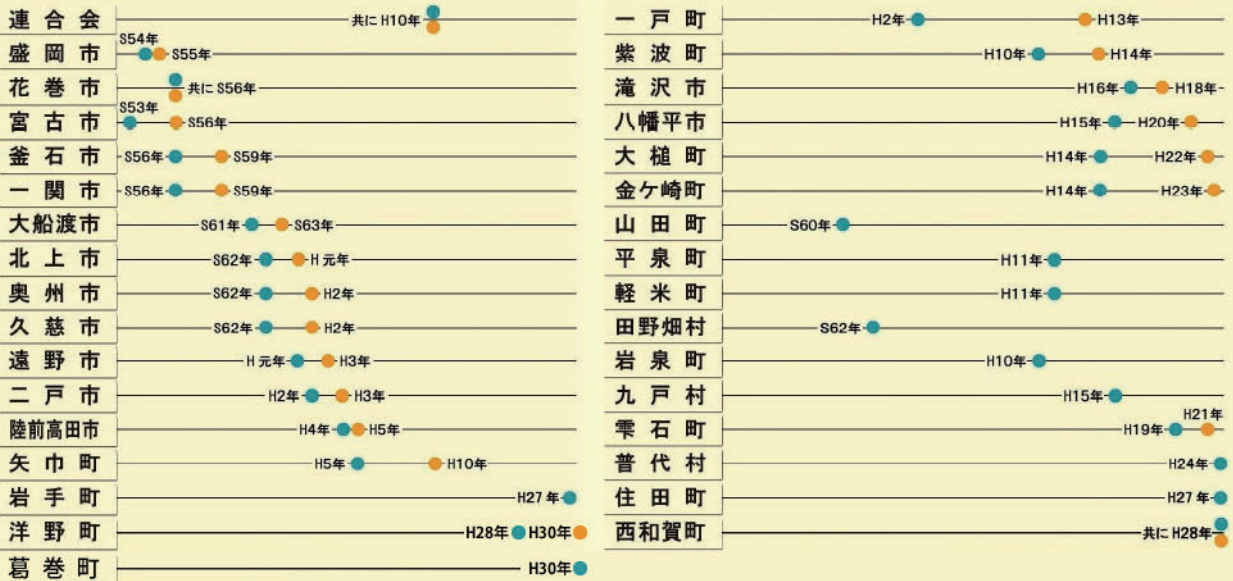 連合会 共に H10年
盛岡市 S54年 S55年
花巻市 共に S56年
宮古市 S53年 S56年
釜石市 S56年 S59年
一関市 S56年 S59年
大船渡市 S61年 S63年
北上市 S62年 H元年
奥州市 S62年 H2年
久慈市 S62年 H2年
遠野市 H元年 H3年
二戸市 H2年 H3年
陸前高田市 H4年 H5年
矢巾町 H5年 H10年
岩手町 H27年
洋野町 H28年 H30年
葛巻町 H30年
一戸町 H2年 H13年
紫波町 H10年 H14年
滝沢市 H16年 H18年
八幡平市 H15年 H20年
大槌町 H14年 H22年
金ケ崎町 H14年 H23年
山田町 S60年
平泉町 H11年
軽米町 H11年
田野畑村 S62年
岩泉町 H10年
九戸村 H15年
雫石町 H19年 H21年
普代村 H24年
住田町 H27年
西和賀町 共に H28年